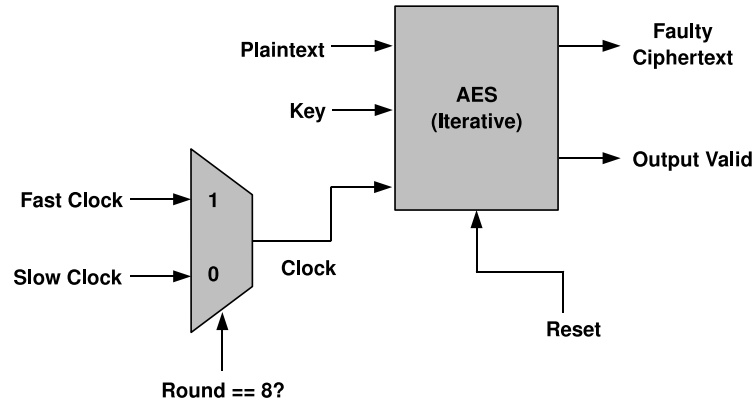 Plaintext
Key
AES
(Iterative)
Faulty
Ciphertext
Output Valid
Fast Clock
1
Slow Clock
0
Clock
Reset
Round == 8?